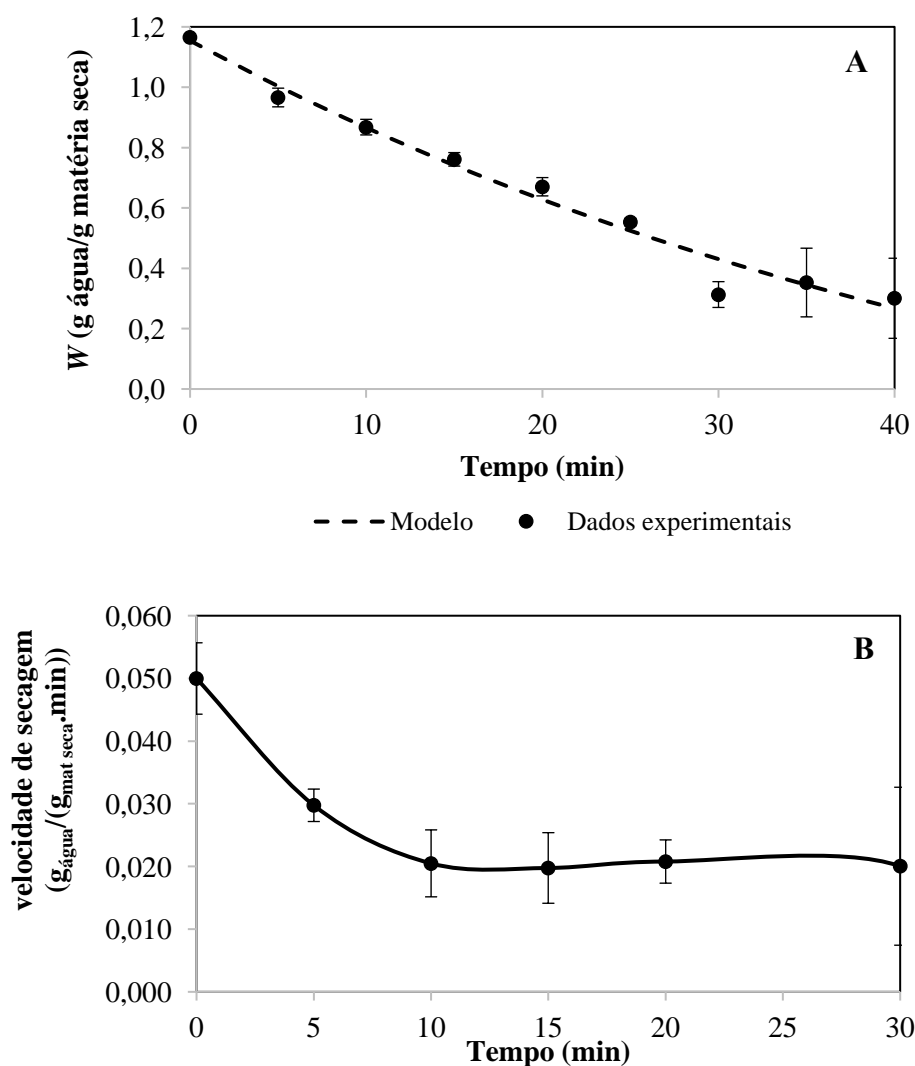 A
1,2
1,0
0,8
0,6
0,4
0,2
0,0
W (g água/g matéria seca)
0 10 20 30 40
Tempo (min)
Modelo Dados experimentais
B
0,060
0,050
0,040
0,030
0,020
0,010
0,000
velocidade de secagem
(gágua/(gmat seca.min))
0 5 10 15 20 25 30
Tempo (min)